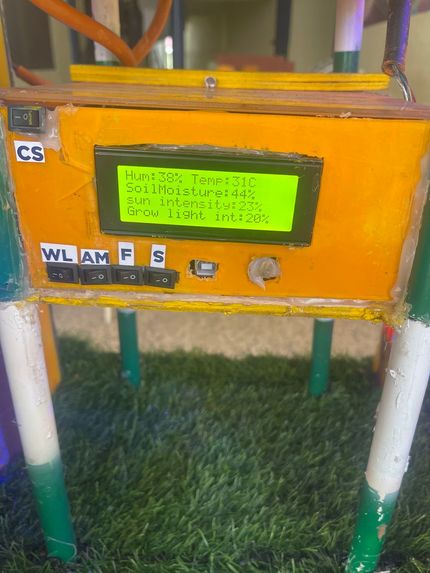 CS
Hum:38% Temp:31C
SoilMoisture:44%
sun intensity:23%
Grow light int:20%
WL AM F S